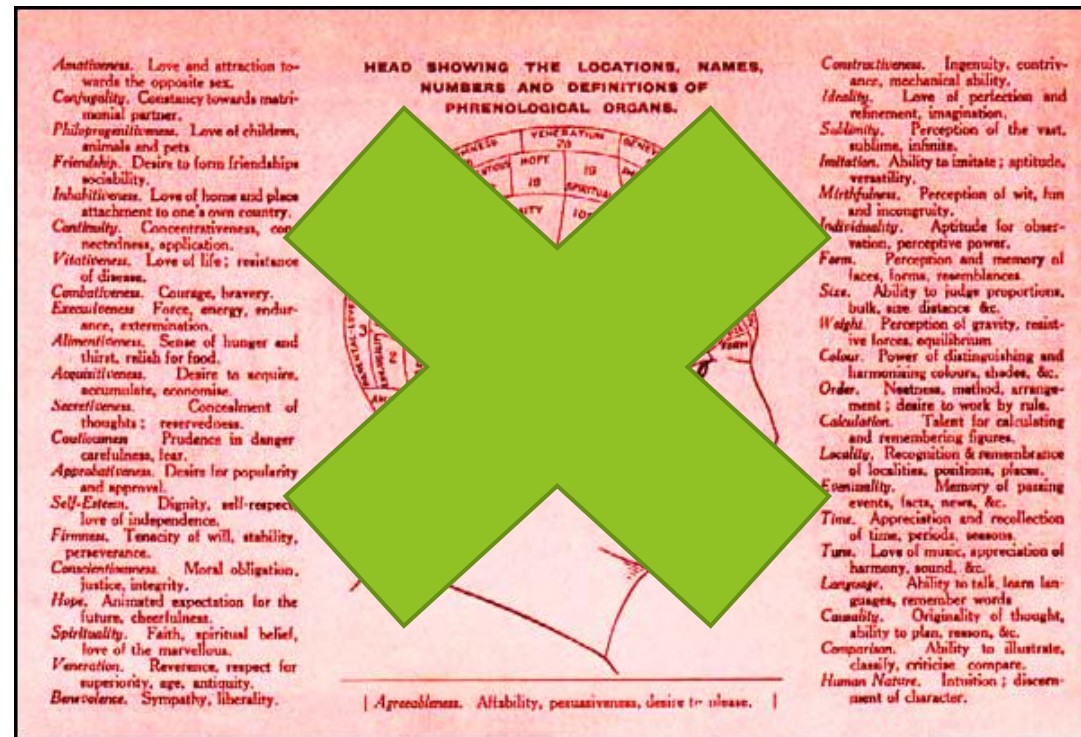 Amativeness. Love and attraction to-
wards the opposite sex.
Conjugality. Constancy towards matri-
monial partner.
Philoprogenitiveness. Love of children,
animals and pets
Friendship. Desire to form friendships
sociability.
Inhabitiveness. Love of home and place
attachment to one's own country.
Continuity. Concentrativeness, con-
nectedness, application.
Vitativeness. Love of life; resistance
of disease.
Combativeness. Courage, bravery.
Executiveness Force, energy, endur-
ance, extermination.
Alimentiveness. Sense of hunger and
thirst, relish for food.
Acquisitiveness. Desire to acquire,
accumulate, economise.
Secretiveness. Concealment of
thoughts; reservedness.
Cautiousness Prudence in danger
carefulness, fear.
Approbativeness. Desire for popularity
and approval.
Self-Esteem. Dignity, self-respect,
love of independence.
Firmness. Tenacity of will, stability,
perseverance.
Conscientiousness. Moral obligation,
justice, integrity.
Hope. Animated expectation for the
future, cheerfulness.
Spirituality. Faith, spiritual belief,
love of the marvellous.
Veneration. Reverence, respect for
superiority, age, antiquity.
Benevolence. Sympathy, liberality.
HEAD SHOWING THE LOCATIONS, NAMES,
NUMBERS AND DEFINITIONS OF
PHRENOLOGICAL ORGANS.
VENERATION
20
HOPE
18
19
FORM
Agreeableness. Affability, persuasiveness, desire to please.
Constructiveness. Ingenuity, contriv-
ance, mechanical ability.
Ideality. Love of perfection and
refinement, imagination.
Sublimity. Perception of the vast,
sublime, infinite.
Imitation. Ability to imitate; aptitude,
versatility.
Mirthfulness. Perception of wit, fun
and incongruity.
Individuality. Aptitude for obser-
vation, perceptive power.
Form. Perception and memory of
faces, forms, resemblances
Size. Ability to judge proportions,
bulk, size distance &c.
Weight. Perception of gravity, resist-
ive forces, equilibrium
Colour. Power of distinguishing and
harmonizing colours, shades, &c.
Order. Neatness, method, arrange-
ment; desire to work by rule.
Calculation. Talent for calculating
and remembering figures.
Locality. Recognition & remembrance
of localities, positions, places.
Eventuality. Memory of passing
events, facts, news, &c.
Time. Appreciation and recollection
of time, periods, seasons.
Tune. Love of music, appreciation of
harmony, sound, &c.
Language. Ability to talk, learn lan-
guages, remember words
Causality. Originality of thought,
ability to plan, reason, &c.
Comparison. Ability to illustrate,
classify, criticise compare.
Human Nature. Intuition; discern-
ment of character.